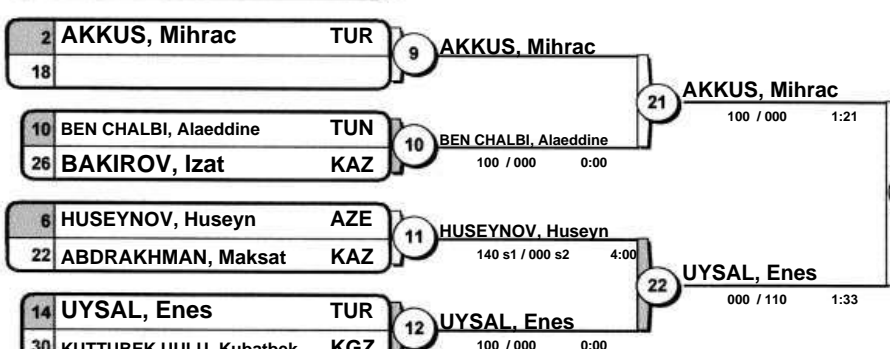 2 AKKUS, Mihrac TUR
18
9 AKKUS, Mihrac
10 BEN CHALBI, Alaeddine TUN
26 BAKIROV, Izat KAZ
10 BEN CHALBI, Alaeddine
100 / 000 0:00
21 AKKUS, Mihrac
100 / 000 1:21
6 HUSEYNOV, Huseyn AZE
22 ABDRAKHMAN, Maksat KAZ
11 HUSEYNOV, Huseyn
140 s1 / 000 s2 4:00
14 UYSAL, Enes TUR
30 KUTTUBEK UULU, Kubatbek KGZ
12 UYSAL, Enes
100 / 000 0:00
22 UYSAL, Enes
000 / 110 1:33